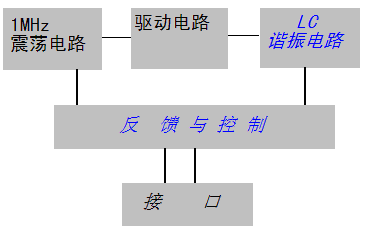 1MHz
震荡电路
驱动电路
LC
谐振电路
反 馈 与 控 制
接 口